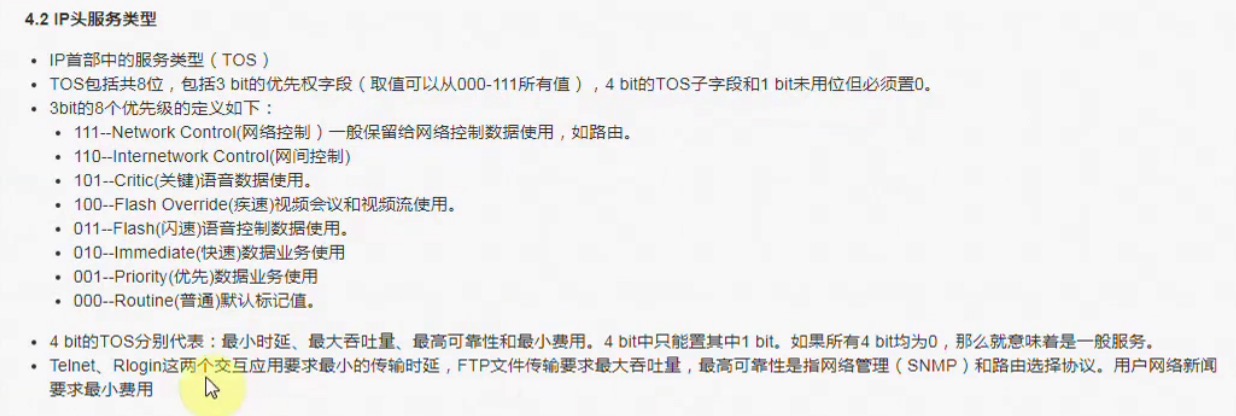 4.2 IP头服务类型
IP首部中的服务类型（TOS）
TOS包括共8位，包括3 bit的优先权字段（取值可以从000-111所有值），4 bit的TOS子字段和1 bit未用位但必须置0。
3bit的8个优先级的定义如下：
111--Network Control(网络控制）一般保留给网络控制数据使用，如路由。
110--Internetwork Control(网间控制)
101--Critic(关键)语音数据使用。
100--Flash Override(疾速)视频会议和视频流使用。
011--Flash(闪速)语音控制数据使用。
010--Immediate(快速)数据业务使用
001--Priority(优先)数据业务使用
000--Routine(普通)默认标记值。
4 bit的TOS分别代表：最小时延、最大吞吐量、最高可靠性和最小费用。4 bit中只能置其中1 bit。如果所有4 bit均为0，那么就意味着是一般服务。
Telnet、Rlogin这两个交互应用要求最小的传输时延，FTP文件传输要求最大吞吐量，最高可靠性是指网络管理（SNMP）和路由选择协议。用户网络新闻
要求最小费用